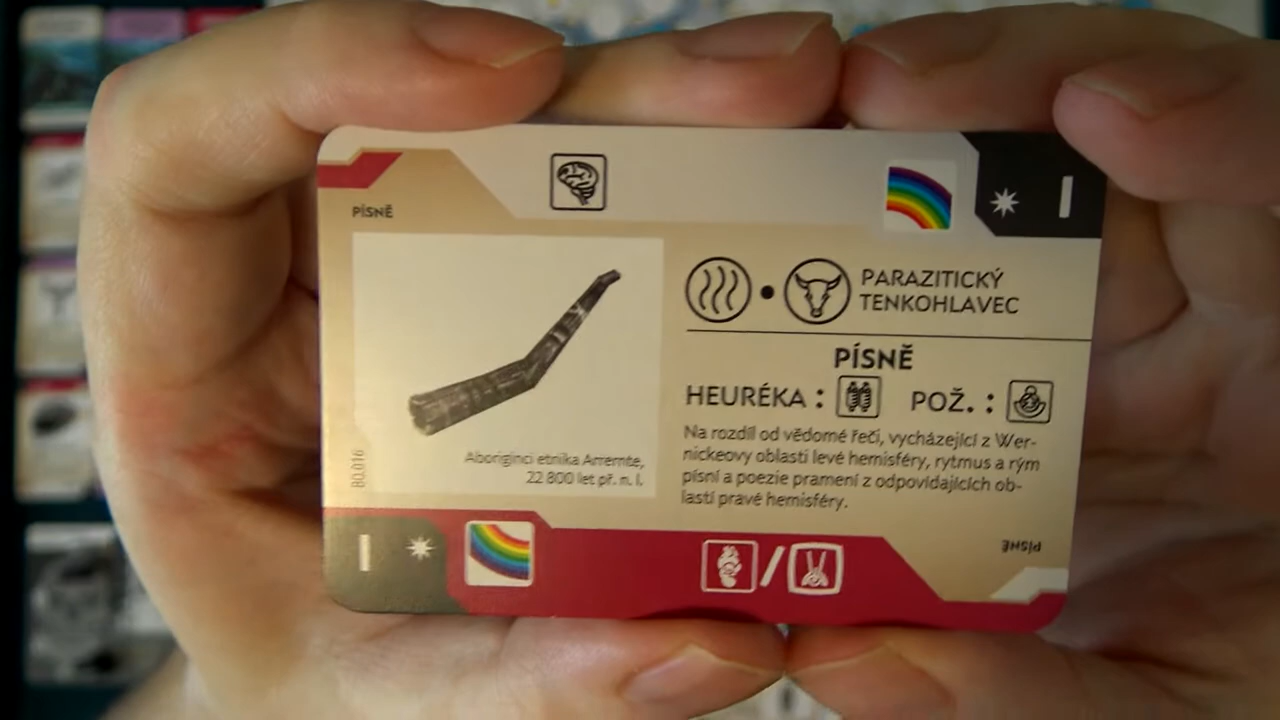 PÍSNĚ
I
PARAZITICKÝ
TENKOHLAVEC
PÍSNĚ
HEURÉKA : POŽ. :
Na rozdíl od vědomé řeči, vycházející z Wer-
nickeovy oblasti levé hemisféry, rytmus a rým
písní a poezie pramení z odpovídajících ob-
lastí pravé hemisféry.
Aboriginci etnika Arrernte,
22 800 let př. n. l.
80.016
I
/
PÍSNĚ